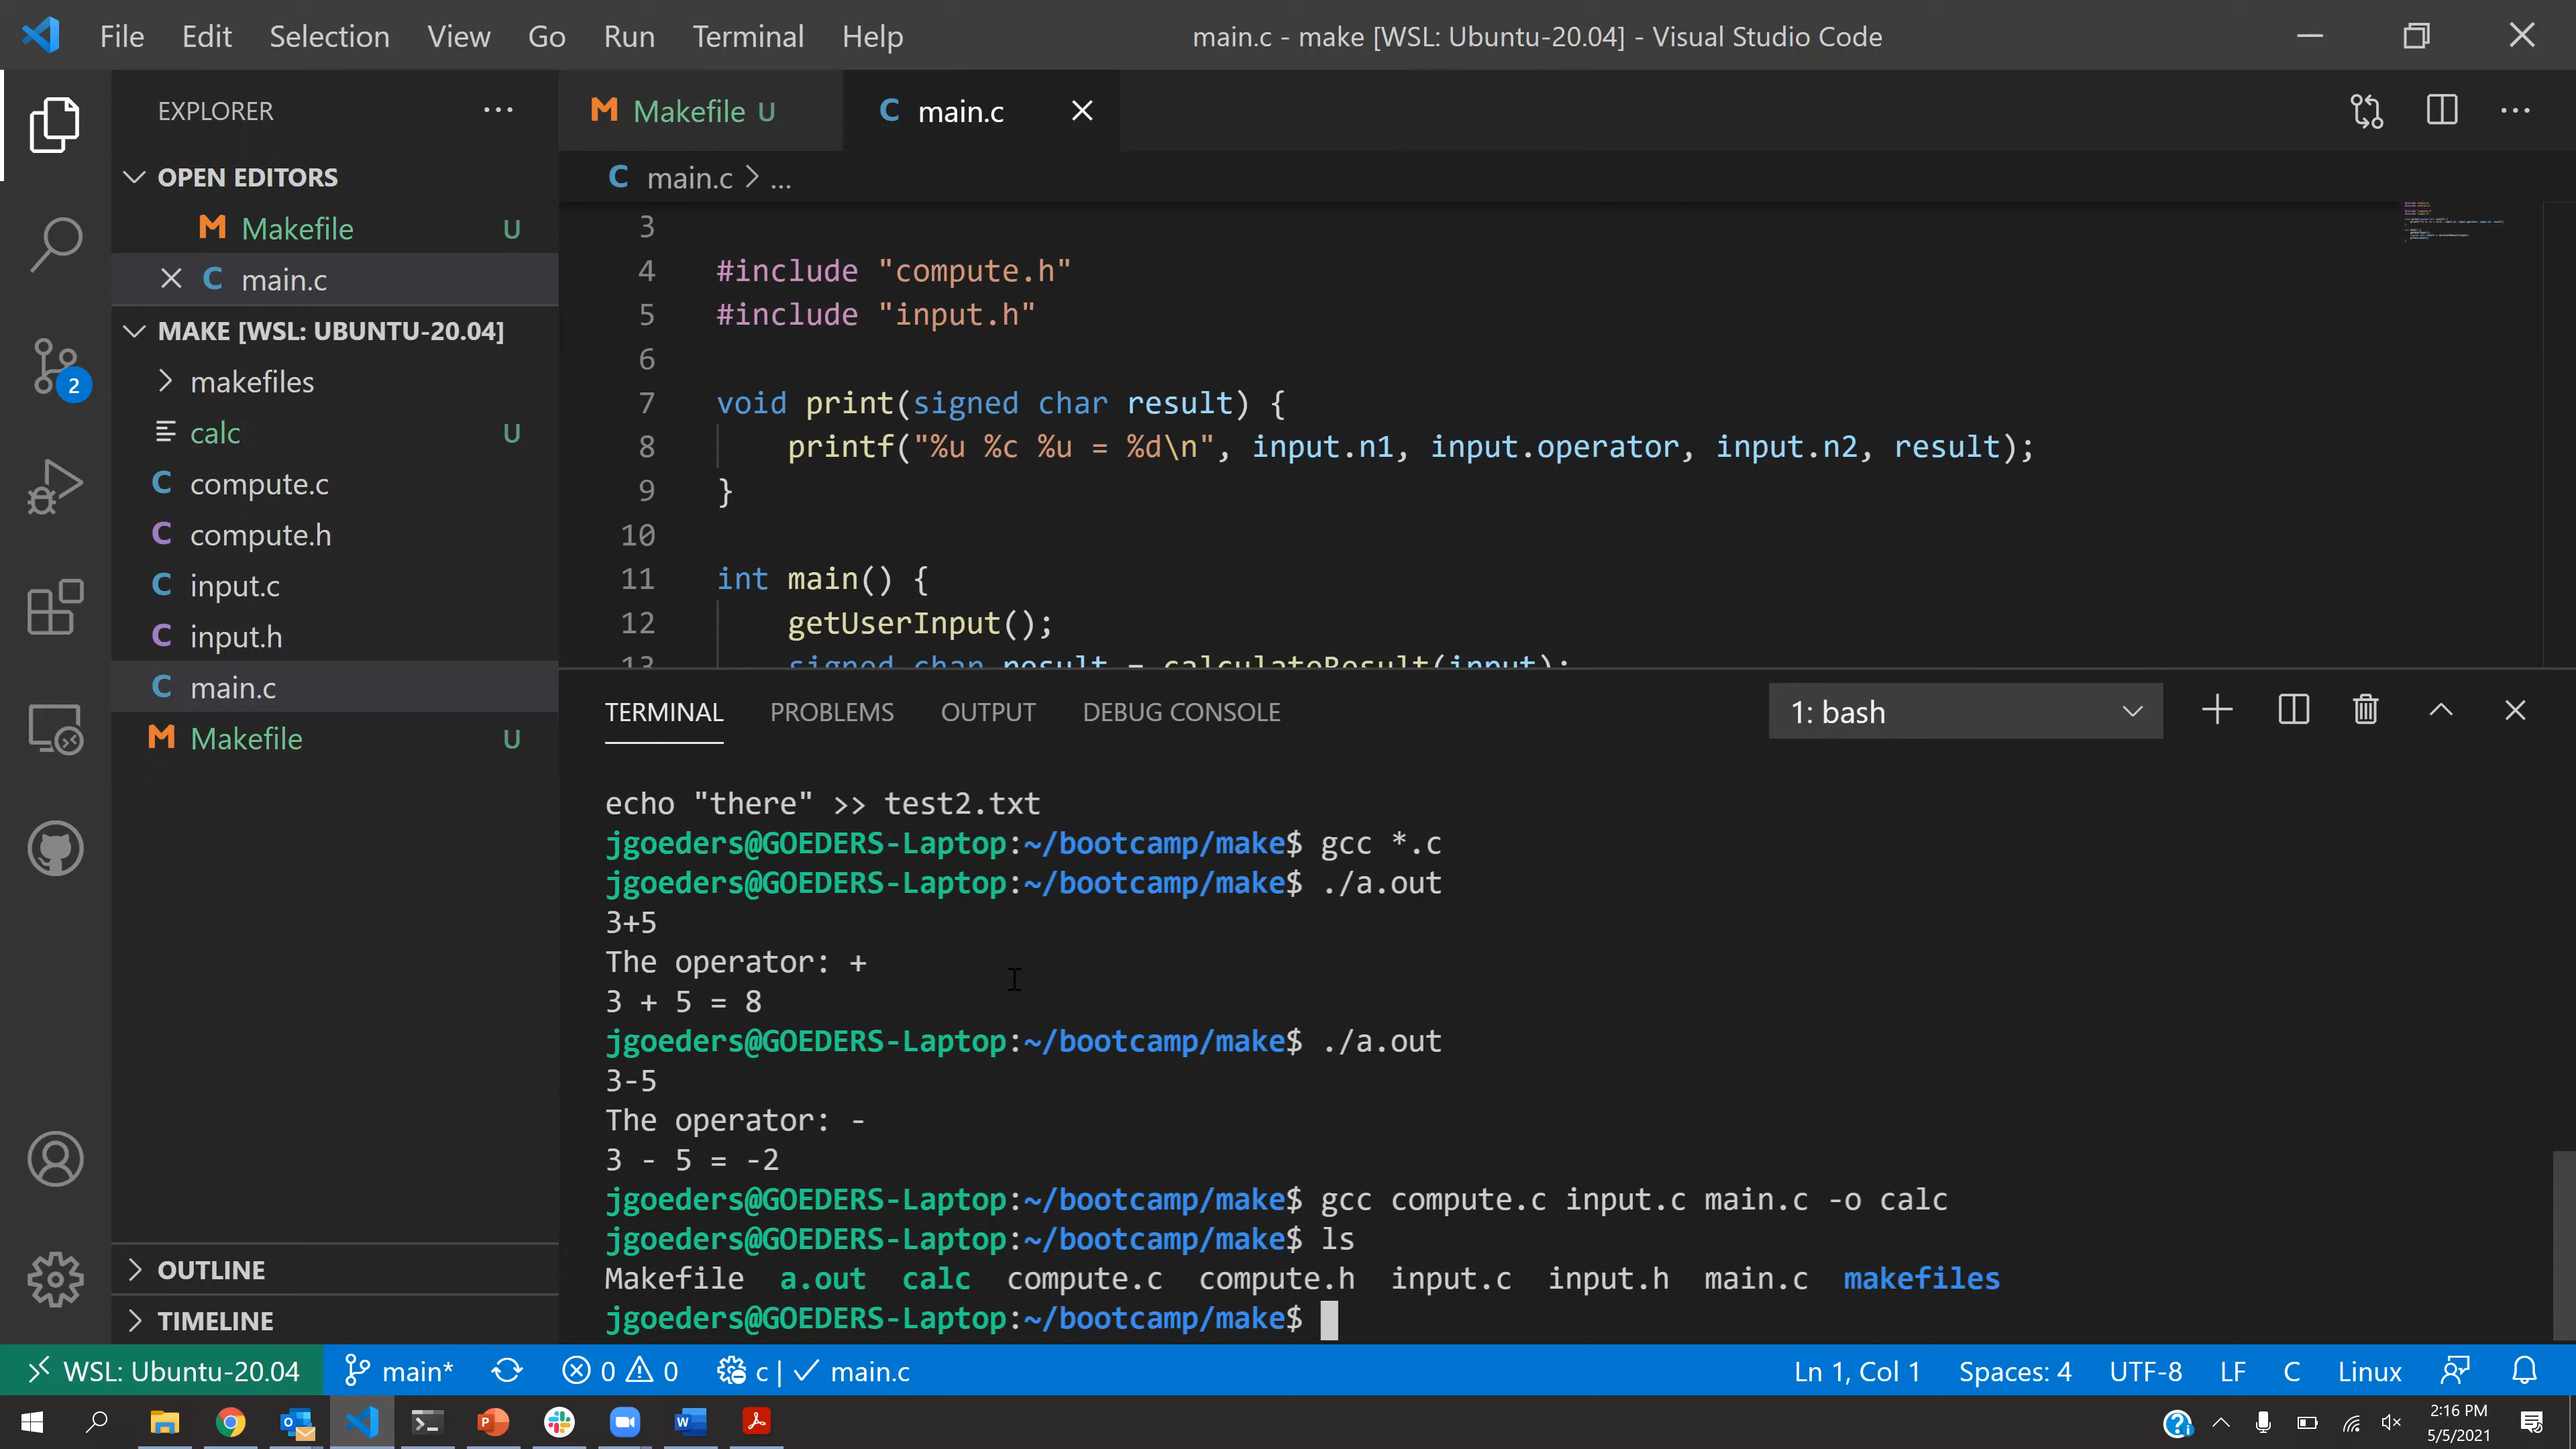 File Edit Selection View Go Run Terminal Help
main.c - make [WSL: Ubuntu-20.04] - Visual Studio Code
EXPLORER
OPEN EDITORS
Makefile U
main.c
MAKE [WSL: UBUNTU-20.04]
makefiles
calc U
compute.c
compute.h
input.c
input.h
main.c
Makefile U
OUTLINE
TIMELINE
2
Makefile U main.c
main.c > ...
3
4 #include "compute.h"
5 #include "input.h"
6
7 void print(signed char result) {
8 printf("%u %c %u = %d\n", input.n1, input.operator, input.n2, result);
9 }
10
11 int main() {
12 getUserInput();
13 signed char result = calculateResult(input);
TERMINAL PROBLEMS OUTPUT DEBUG CONSOLE 1: bash
echo "there" >> test2.txt
jgoeders@GOEDERS-Laptop:~/bootcamp/make$ gcc *.c
jgoeders@GOEDERS-Laptop:~/bootcamp/make$ ./a.out
3+5
The operator: +
3 + 5 = 8
jgoeders@GOEDERS-Laptop:~/bootcamp/make$ ./a.out
3-5
The operator: -
3 - 5 = -2
jgoeders@GOEDERS-Laptop:~/bootcamp/make$ gcc compute.c input.c main.c -o calc
jgoeders@GOEDERS-Laptop:~/bootcamp/make$ ls
Makefile a.out calc compute.c compute.h input.c input.h main.c makefiles
jgoeders@GOEDERS-Laptop:~/bootcamp/make$
WSL: Ubuntu-20.04 main* 0 0 c | ✓ main.c Ln 1, Col 1 Spaces: 4 UTF-8 LF C Linux
2:16 PM
5/5/2021